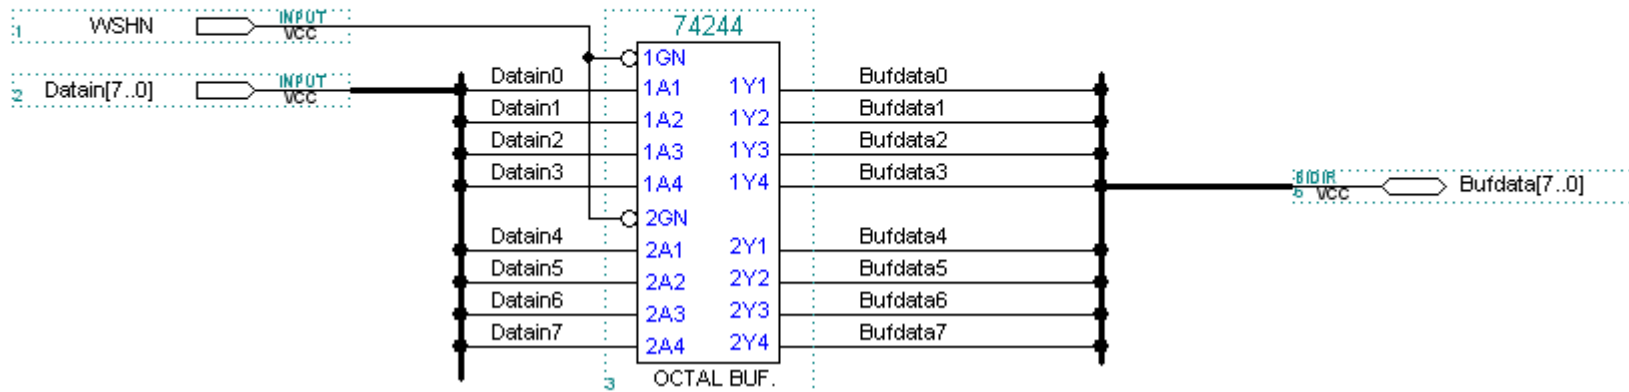 1 WSHN INPUT VCC
2 Datain[7..0] INPUT VCC
74244
1GN
Datain0 1A1 1Y1 Bufdata0
Datain1 1A2 1Y2 Bufdata1
Datain2 1A3 1Y3 Bufdata2
Datain3 1A4 1Y4 Bufdata3
BIDIR 6 VCC Bufdata[7..0]
2GN
Datain4 2A1 2Y1 Bufdata4
Datain5 2A2 2Y2 Bufdata5
Datain6 2A3 2Y3 Bufdata6
Datain7 2A4 2Y4 Bufdata7
3 OCTAL BUF.